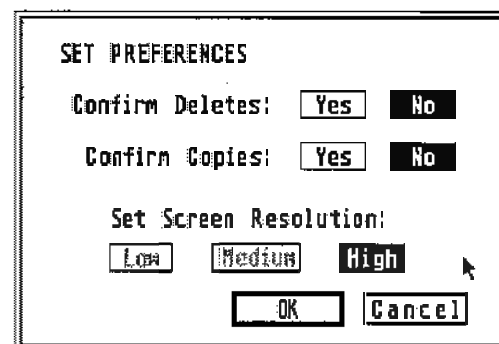 SET PREFERENCES
Confirm Deletes: Yes No
Confirm Copies: Yes No
Set Screen Resolution:
Low Medium High
OK Cancel